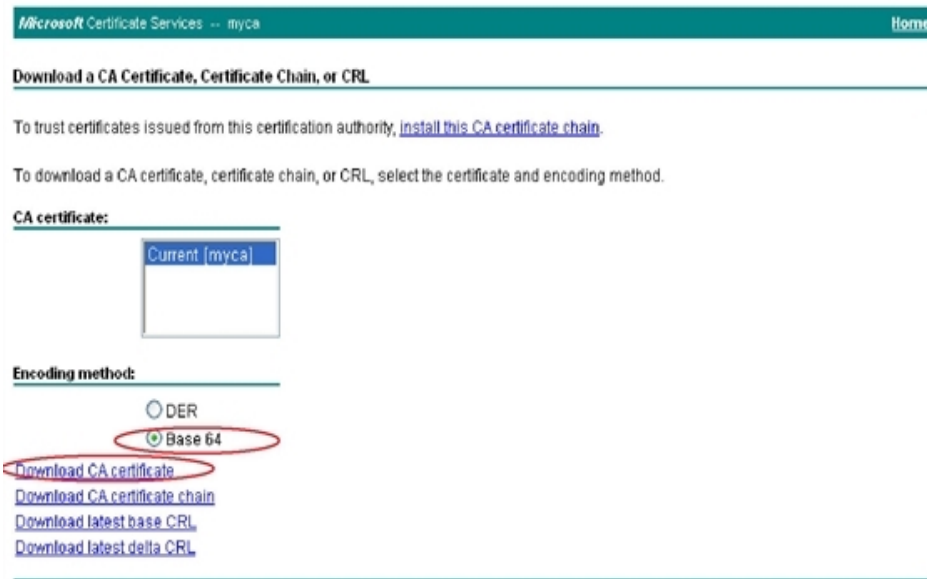 Microsoft Certificate Services -- myca Home
Download a CA Certificate, Certificate Chain, or CRL
To trust certificates issued from this certification authority, install this CA certificate chain.
To download a CA certificate, certificate chain, or CRL, select the certificate and encoding method.
CA certificate:
Current [myca]
Encoding method:
DER
Base 64
Download CA certificate
Download CA certificate chain
Download latest base CRL
Download latest delta CRL